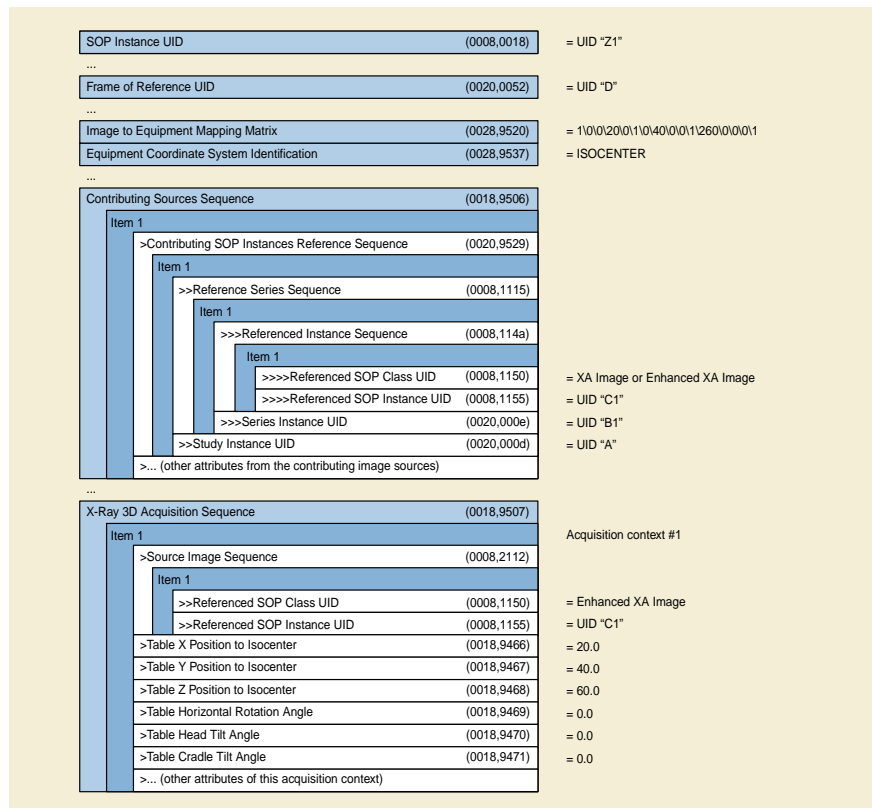 SOP Instance UID (0008,0018) = UID “Z1”
...
Frame of Reference UID (0020,0052) = UID “D”
...
Image to Equipment Mapping Matrix (0028,9520) = 1\0\0\20\0\1\0\40\0\0\1\260\0\0\0\1
Equipment Coordinate System Identification (0028,9537) = ISOCENTER
...
Contributing Sources Sequence (0018,9506)
Item 1
>Contributing SOP Instances Reference Sequence (0020,9529)
Item 1
>>Reference Series Sequence (0008,1115)
Item 1
>>>Referenced Instance Sequence (0008,114a)
Item 1
>>>>Referenced SOP Class UID (0008,1150) = XA Image or Enhanced XA Image
>>>>Referenced SOP Instance UID (0008,1155) = UID “C1”
>>>Series Instance UID (0020,000e) = UID “B1”
>>Study Instance UID (0020,000d) = UID “A”
>... (other attributes from the contributing image sources)
...
X-Ray 3D Acquisition Sequence (0018,9507)
Item 1 Acquisition context #1
>Source Image Sequence (0008,2112)
Item 1
>>Referenced SOP Class UID (0008,1150) = Enhanced XA Image
>>Referenced SOP Instance UID (0008,1155) = UID “C1”
>Table X Position to Isocenter (0018,9466) = 20.0
>Table Y Position to Isocenter (0018,9467) = 40.0
>Table Z Position to Isocenter (0018,9468) = 60.0
>Table Horizontal Rotation Angle (0018,9469) = 0.0
>Table Head Tilt Angle (0018,9470) = 0.0
>Table Cradle Tilt Angle (0018,9471) = 0.0
>... (other attributes of this acquisition context)